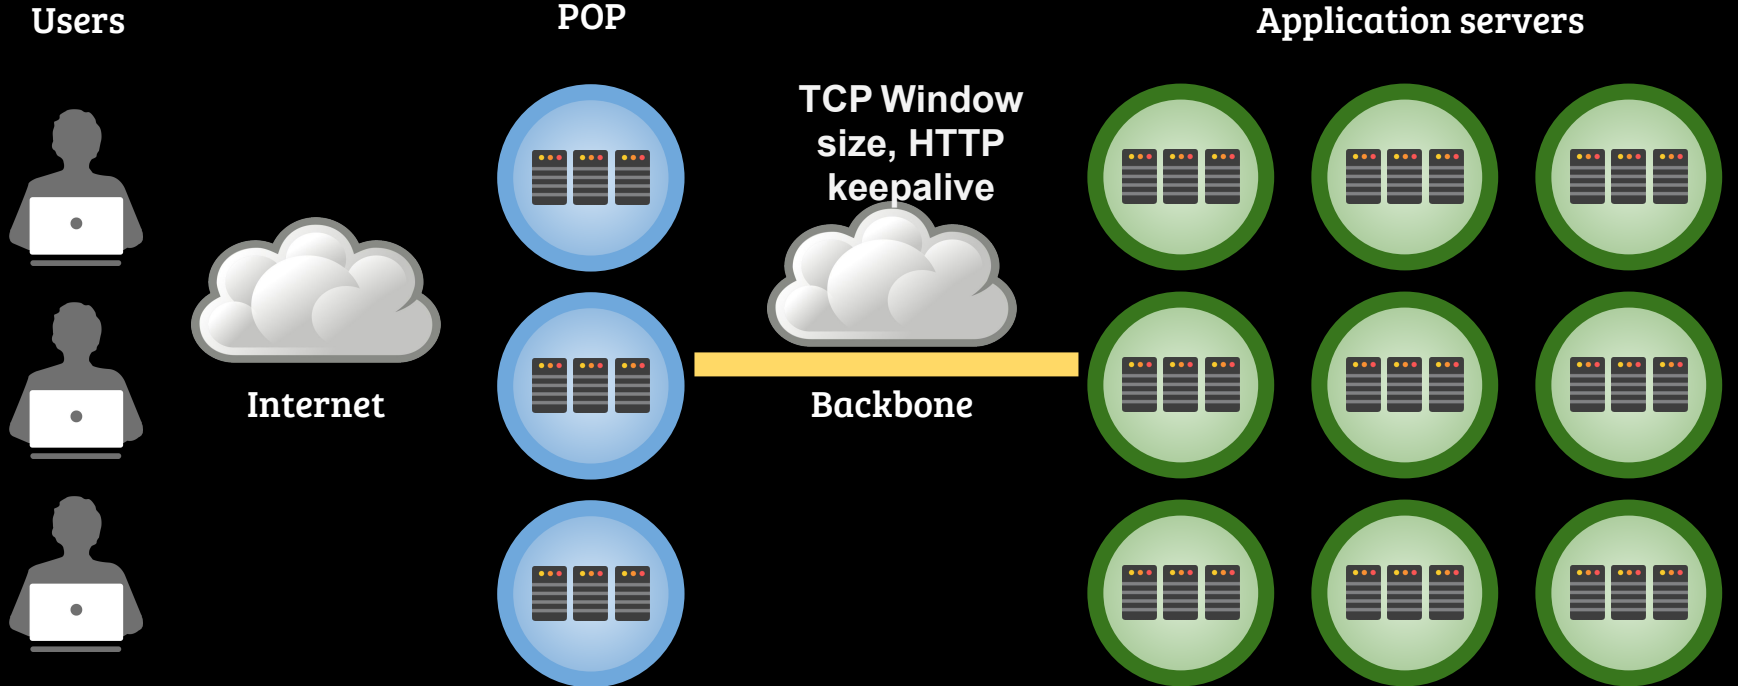 Users
POP
Application servers
TCP Window
size, HTTP
keepalive
Internet
Backbone